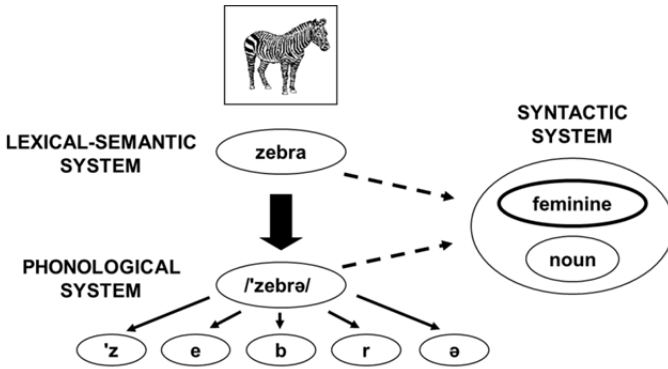 LEXICAL-SEMANTIC
SYSTEM
zebra
SYNTACTIC
SYSTEM
feminine
noun
PHONOLOGICAL
SYSTEM
/'zebrə/
'z
e
b
r
ə